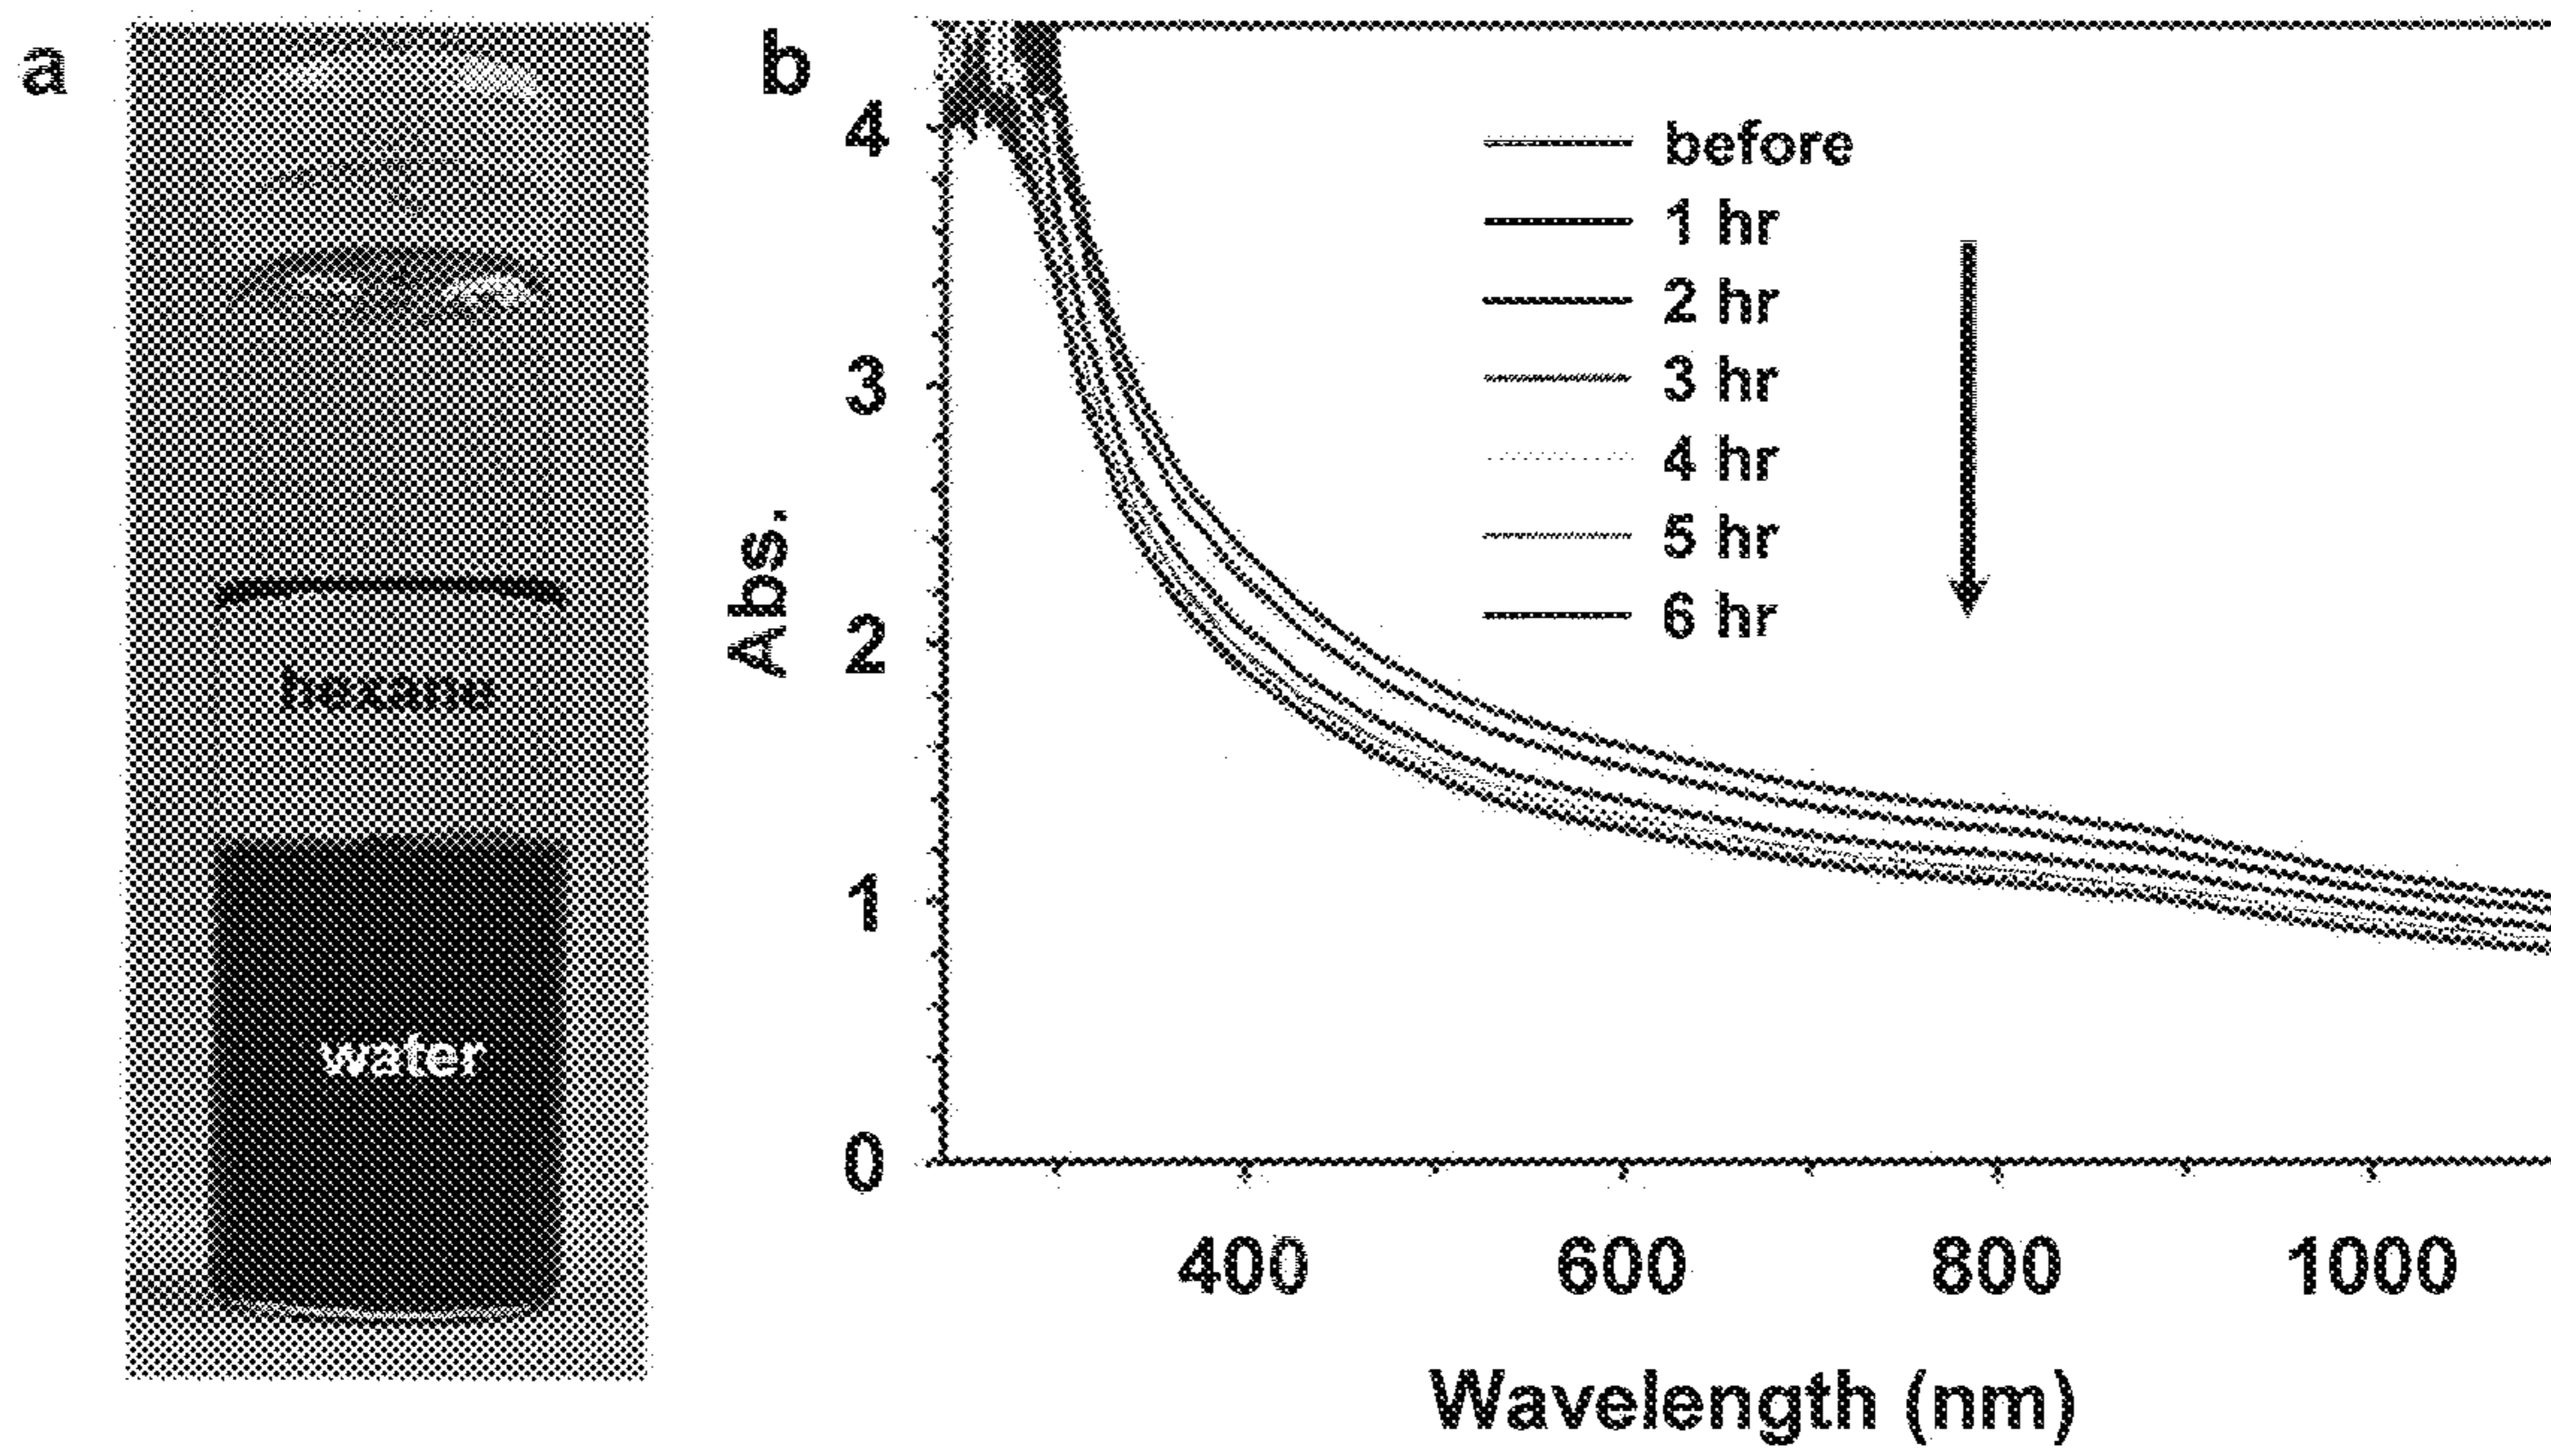 a
hexane
water
b
Abs.
4
3
2
1
0
before
1 hr
2 hr
3 hr
4 hr
5 hr
6 hr
400 600 800 1000
Wavelength (nm)